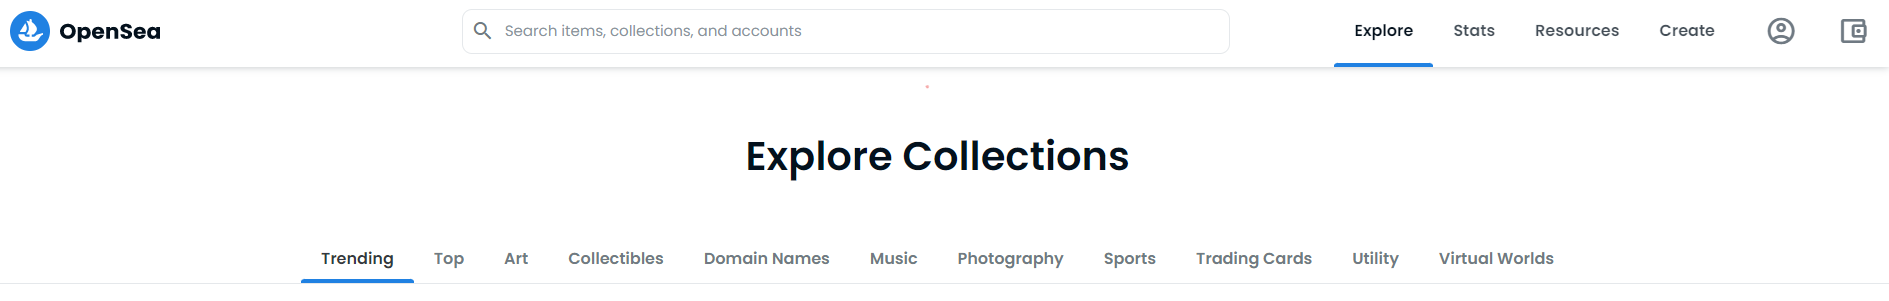 OpenSea Search items, collections, and accounts Explore Stats Resources Create
Explore Collections
Trending Top Art Collectibles Domain Names Music Photography Sports Trading Cards Utility Virtual Worlds